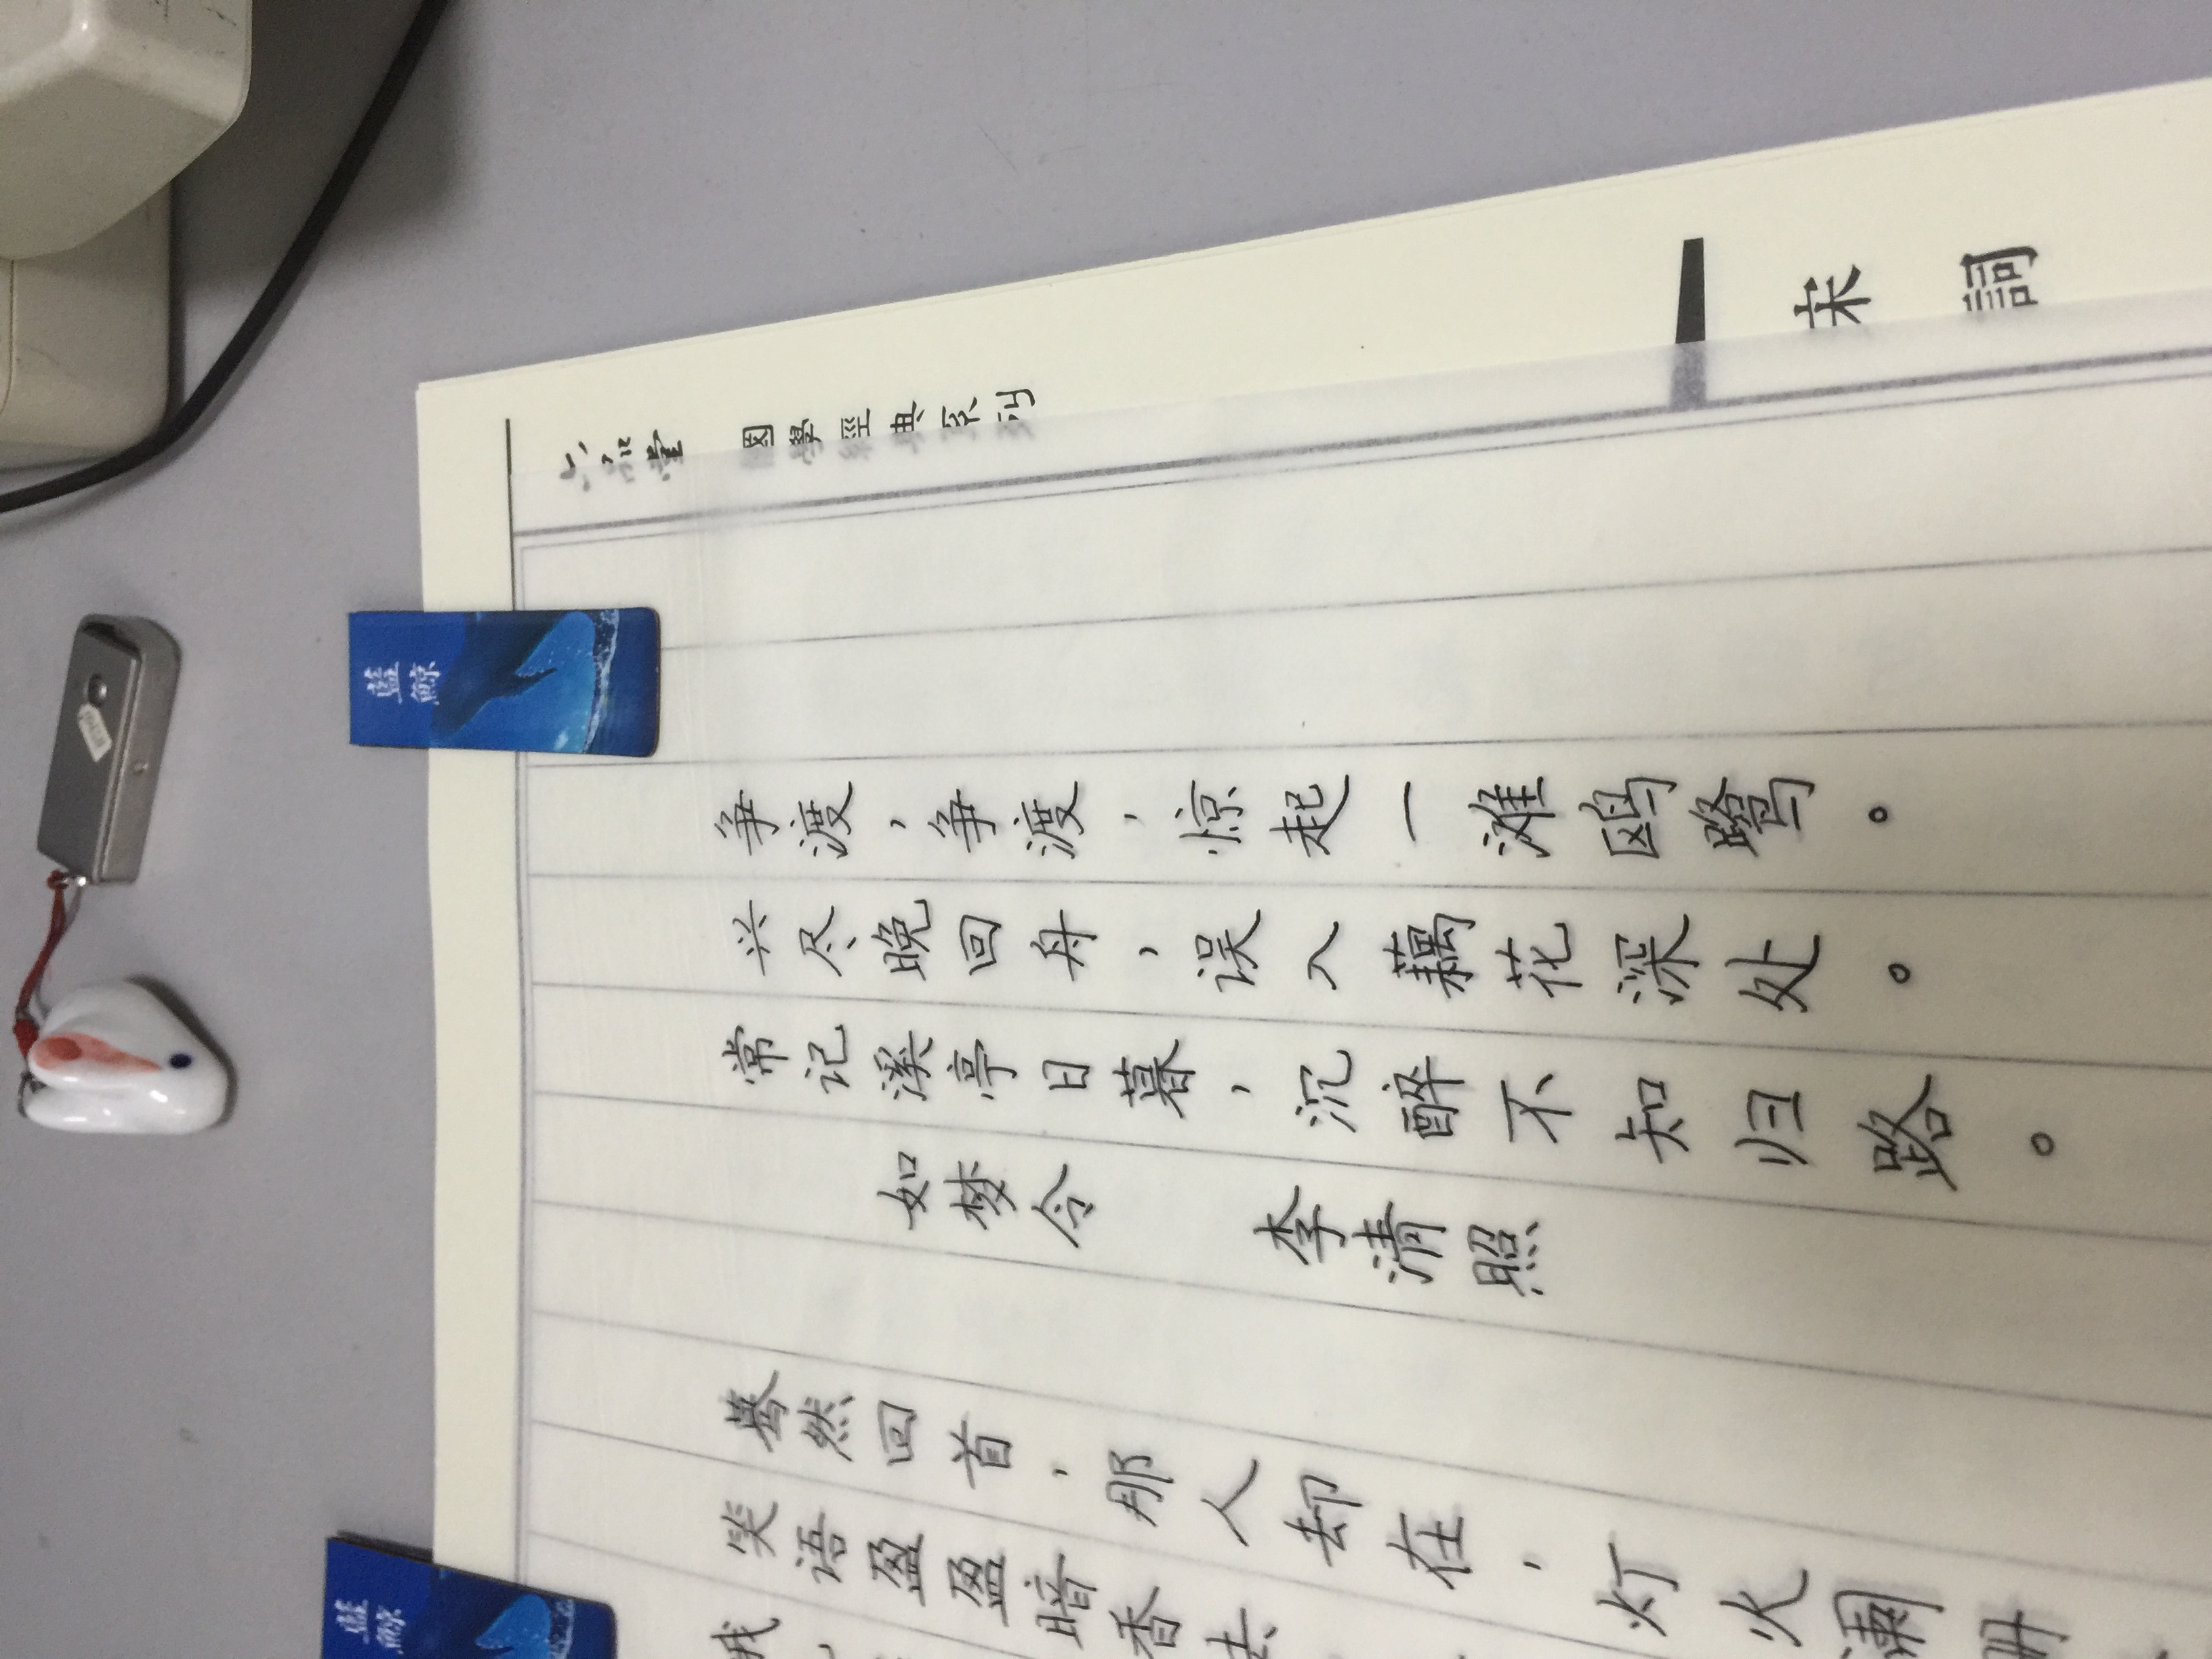 藍鯨
藍鯨
笑语盈盈暗香去
蓦然回首，那人却在，灯火
如梦令 李清照
常记溪亭日暮，沉醉不知归路。
兴尽晚回舟，误入藕花深处。
争渡，争渡，惊起一滩鸥鹭。
六品堂 國學經典系列
宋詞